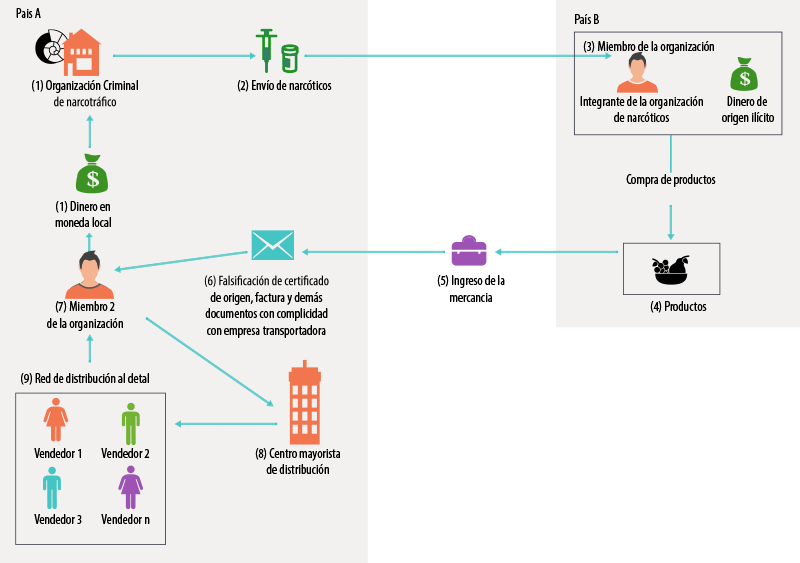 Pais A
(1) Organización Criminal
de narcotráfico
(2) Envío de narcóticos
País B
(3) Miembro de la organización
Integrante de la organización
de narcóticos
Dinero de
origen ilícito
Compra de productos
(4) Productos
(5) Ingreso de la
mercancia
(6) Falsificación de certificado
de origen, factura y demás
documentos con complicidad
con empresa transportadora
(1) Dinero en
moneda local
(7) Miembro 2
de la organización
(8) Centro mayorista
de distribución
(9) Red de distribución al detal
Vendedor 1
Vendedor 2
Vendedor 3
Vendedor n